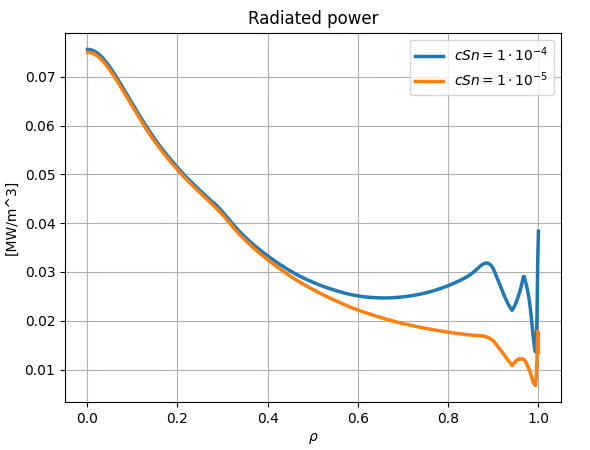 Radiated power
cSn = 1 · 10⁻⁴
cSn = 1 · 10⁻⁵
[MW/m^3]
0.07
0.06
0.05
0.04
0.03
0.02
0.01
0.0 0.2 0.4 0.6 0.8 1.0
ρ